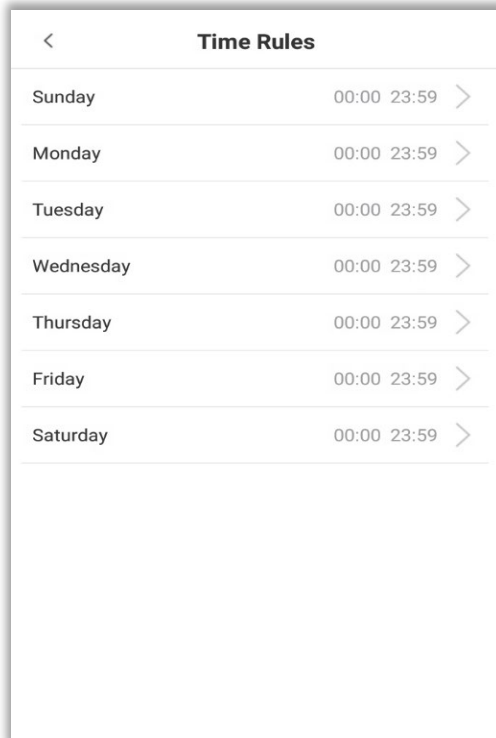 Time Rules
Sunday 00:00 23:59
Monday 00:00 23:59
Tuesday 00:00 23:59
Wednesday 00:00 23:59
Thursday 00:00 23:59
Friday 00:00 23:59
Saturday 00:00 23:59